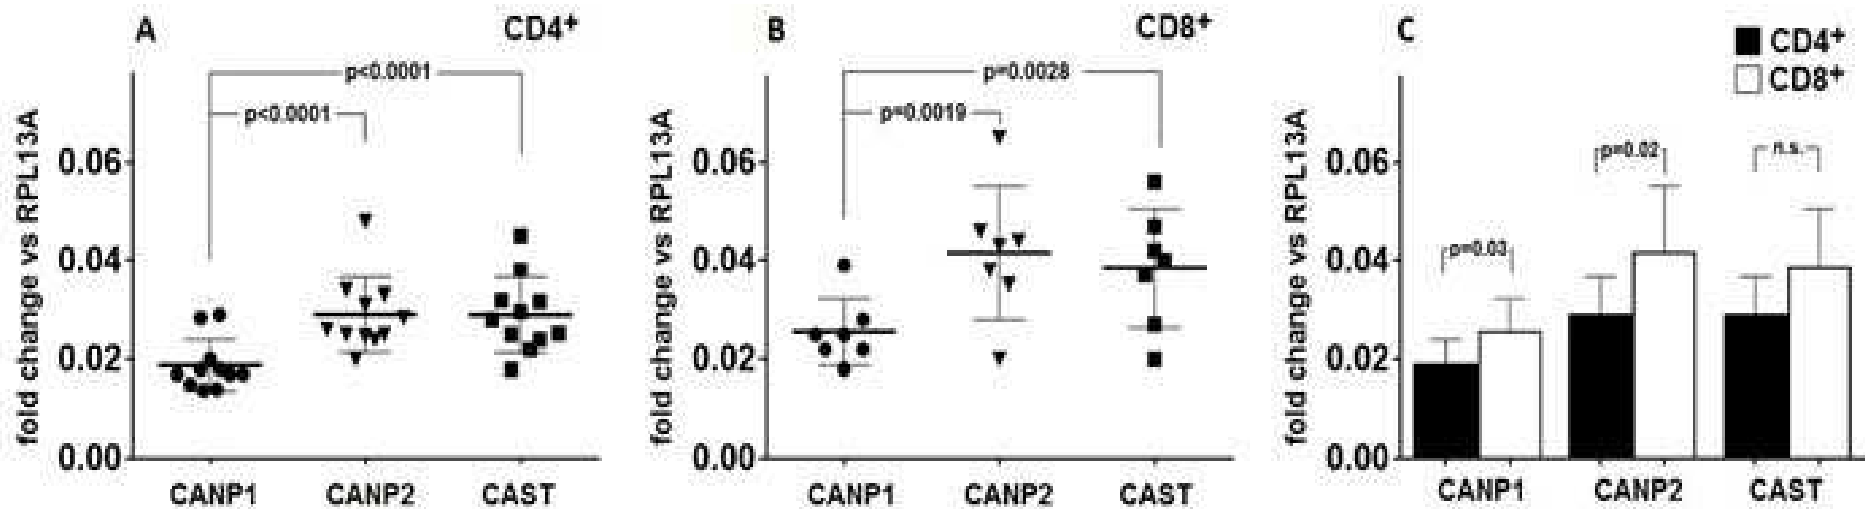 A
CD4+
p<0.0001
p<0.0001
fold change vs RPL13A
0.06
0.04
0.02
0.00
CANP1
CANP2
CAST
B
CD8+
p=0.0028
p=0.0019
fold change vs RPL13A
0.06
0.04
0.02
0.00
CANP1
CANP2
CAST
C
CD4+
CD8+
p=0.02
n.s.
p=0.03
fold change vs RPL13A
0.06
0.04
0.02
0.00
CANP1
CANP2
CAST